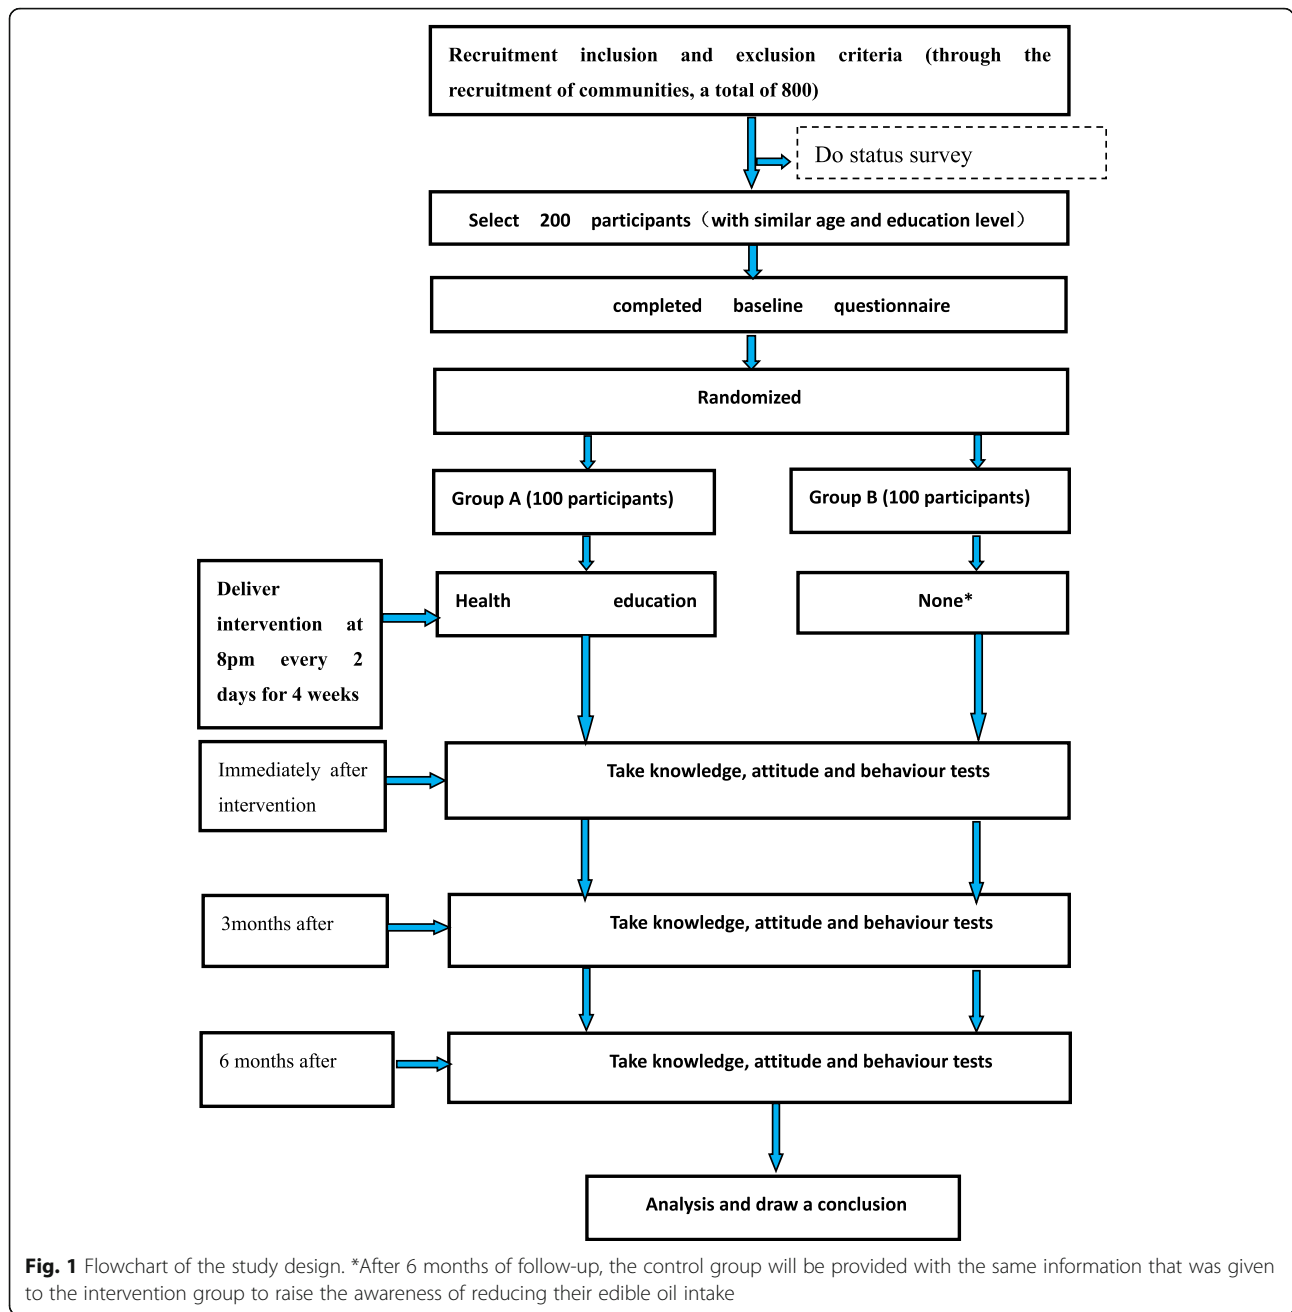 Recruitment inclusion and exclusion criteria (through the
recruitment of communities, a total of 800)
Do status survey
Select 200 participants（with similar age and education level）
completed baseline questionnaire
Randomized
Group A (100 participants)
Group B (100 participants)
Deliver
intervention at
8pm every 2
days for 4 weeks
Health education
None*
Immediately after
intervention
Take knowledge, attitude and behaviour tests
3months after
Take knowledge, attitude and behaviour tests
6 months after
Take knowledge, attitude and behaviour tests
Analysis and draw a conclusion
Fig. 1 Flowchart of the study design. *After 6 months of follow-up, the control group will be provided with the same information that was given
to the intervention group to raise the awareness of reducing their edible oil intake